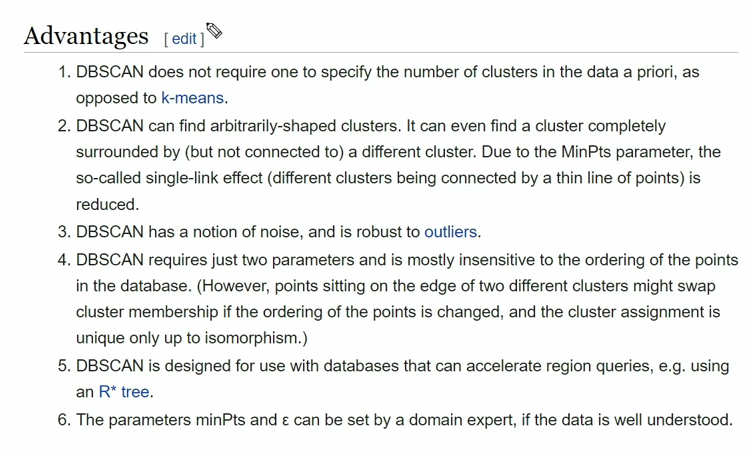 Advantages [ edit ]
1. DBSCAN does not require one to specify the number of clusters in the data a priori, as
opposed to k-means.
2. DBSCAN can find arbitrarily-shaped clusters. It can even find a cluster completely
surrounded by (but not connected to) a different cluster. Due to the MinPts parameter, the
so-called single-link effect (different clusters being connected by a thin line of points) is
reduced.
3. DBSCAN has a notion of noise, and is robust to outliers.
4. DBSCAN requires just two parameters and is mostly insensitive to the ordering of the points
in the database. (However, points sitting on the edge of two different clusters might swap
cluster membership if the ordering of the points is changed, and the cluster assignment is
unique only up to isomorphism.)
5. DBSCAN is designed for use with databases that can accelerate region queries, e.g. using
an R* tree.
6. The parameters minPts and ε can be set by a domain expert, if the data is well understood.